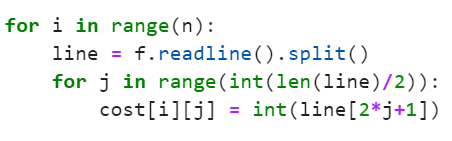 for i in range(n):
    line = f.readline().split()
    for j in range(int(len(line)/2)):
        cost[i][j] = int(line[2*j+1])